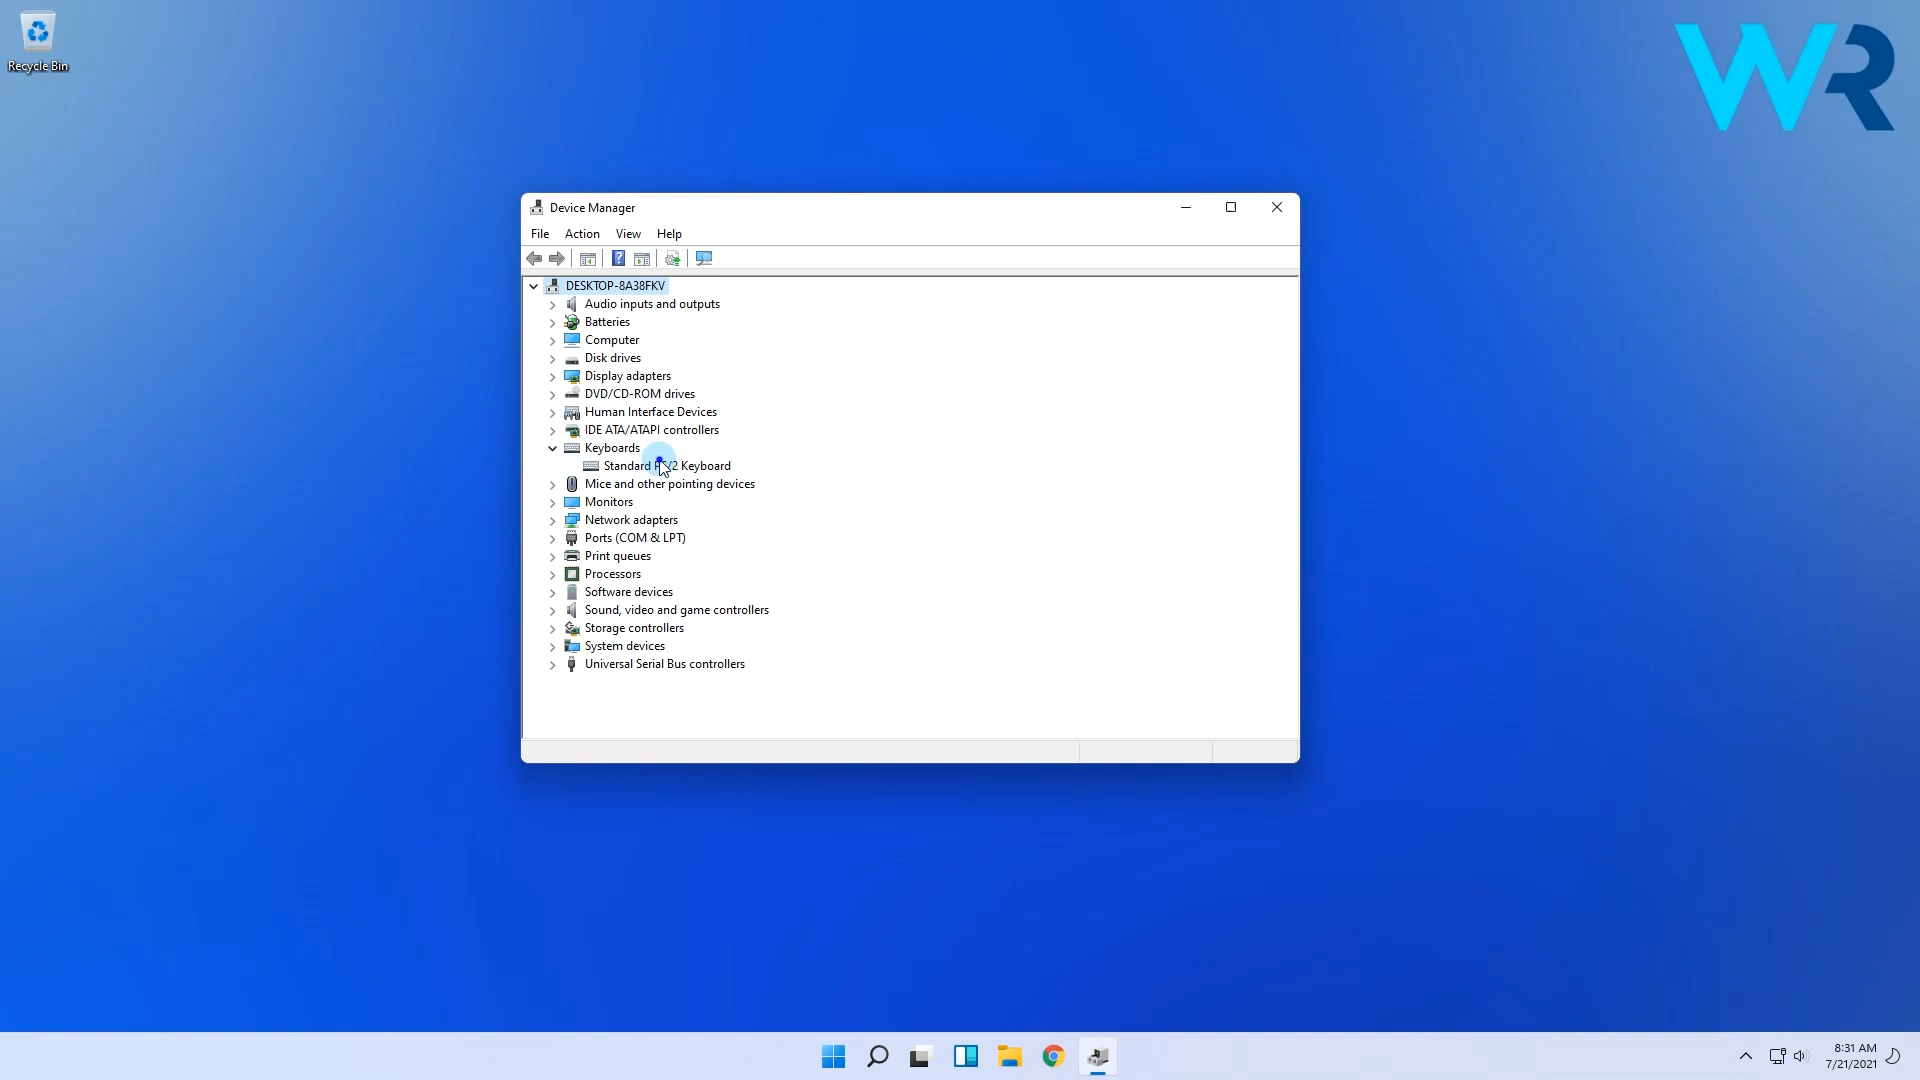 Recycle Bin
WR
Device Manager
File Action View Help
DESKTOP-8A38FKV
Audio inputs and outputs
Batteries
Computer
Disk drives
Display adapters
DVD/CD-ROM drives
Human Interface Devices
IDE ATA/ATAPI controllers
Keyboards
Standard PS/2 Keyboard
Mice and other pointing devices
Monitors
Network adapters
Ports (COM & LPT)
Print queues
Processors
Software devices
Sound, video and game controllers
Storage controllers
System devices
Universal Serial Bus controllers
8:31 AM
7/21/2021